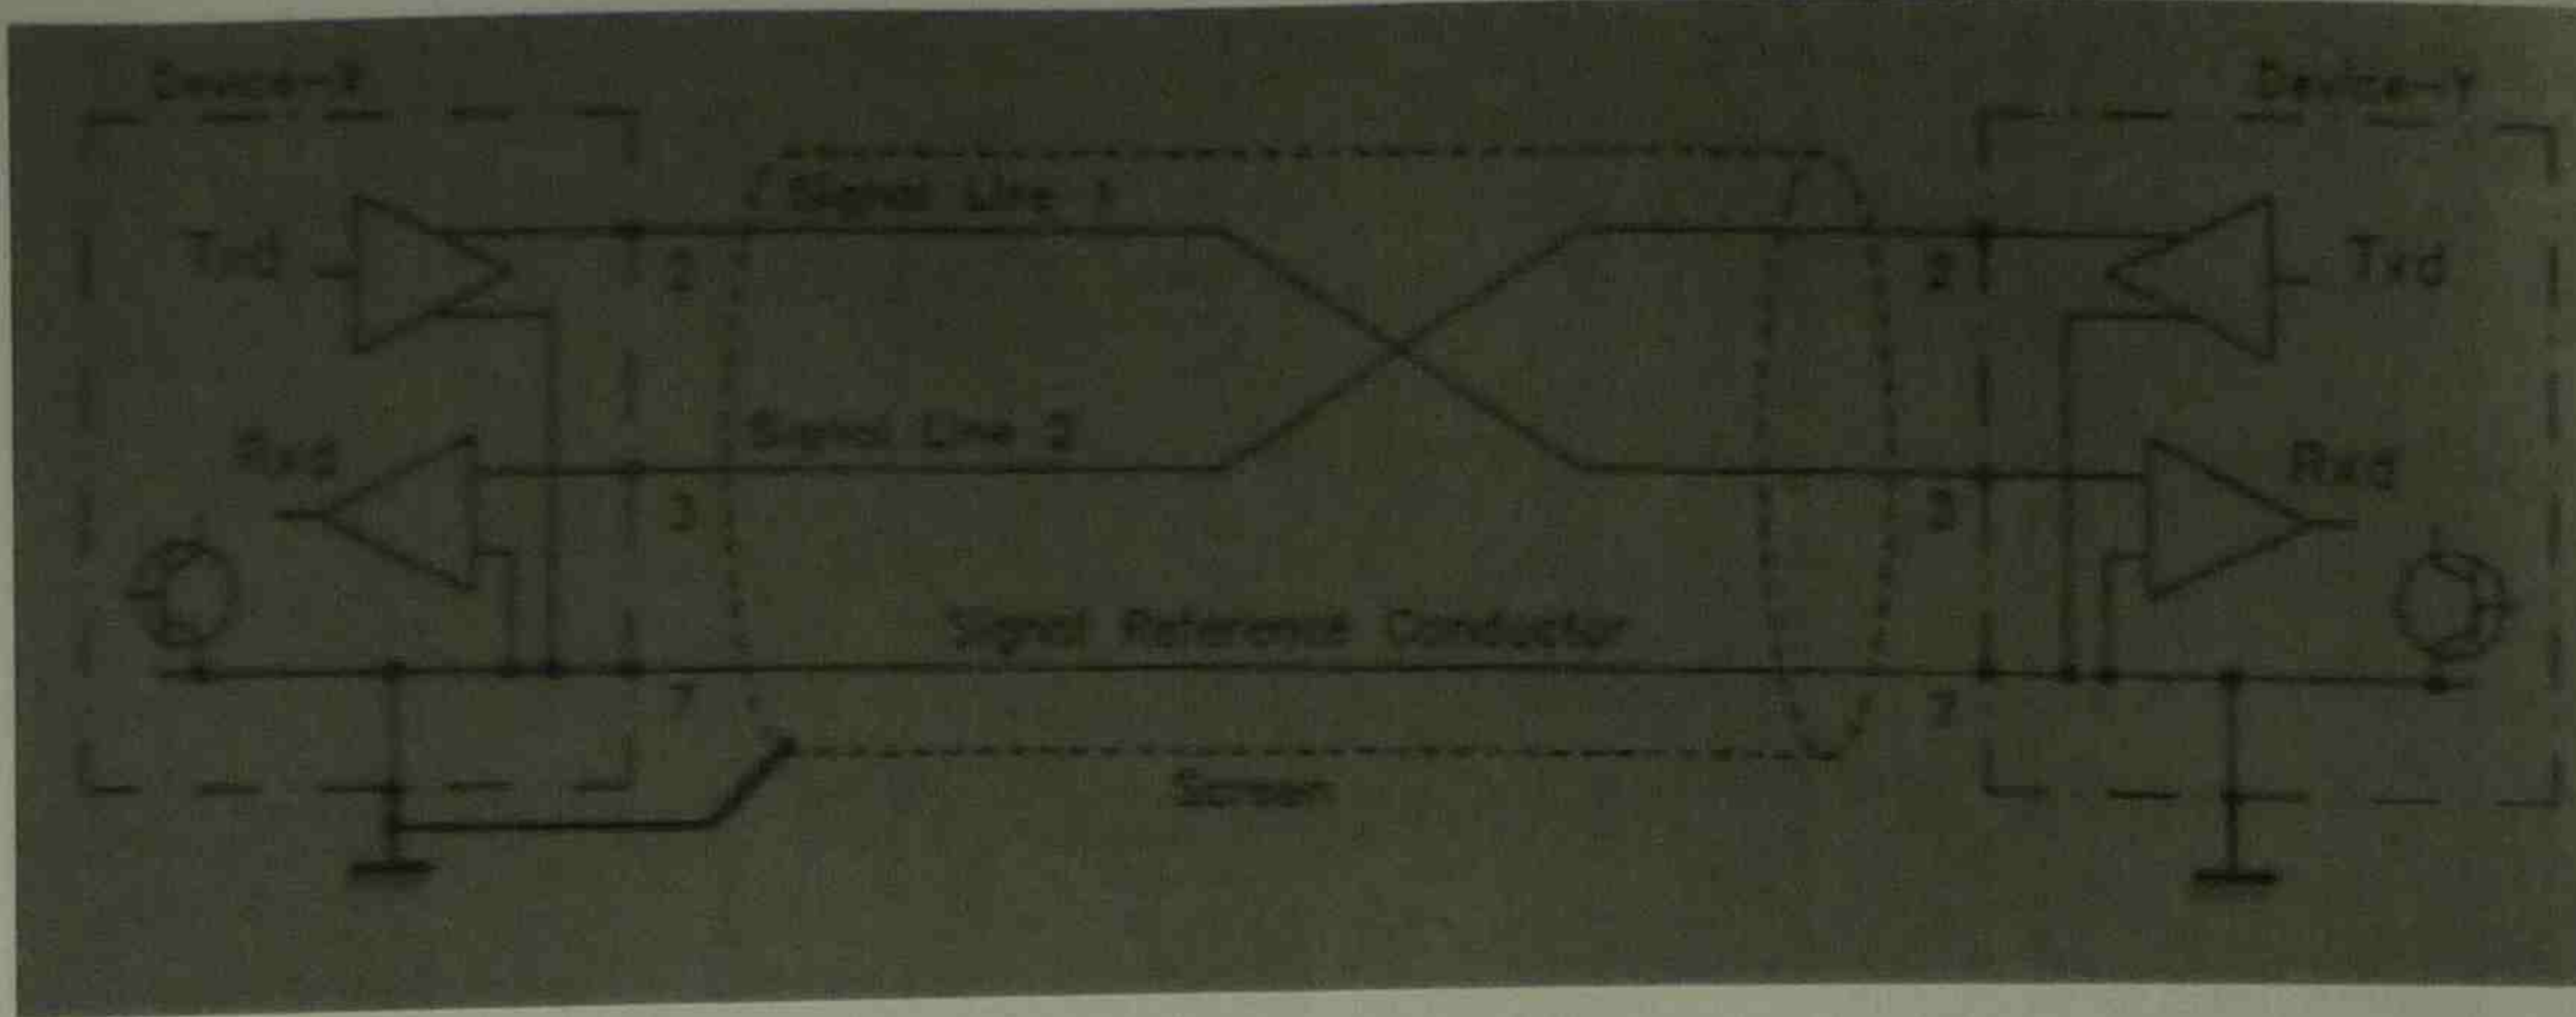 Device-X
Device-Y
Signal Line 1
Txd
2
2
Txd
Signal Line 2
Rxd
3
3
Rxd
Signal Reference Conductor
7
7
Screen